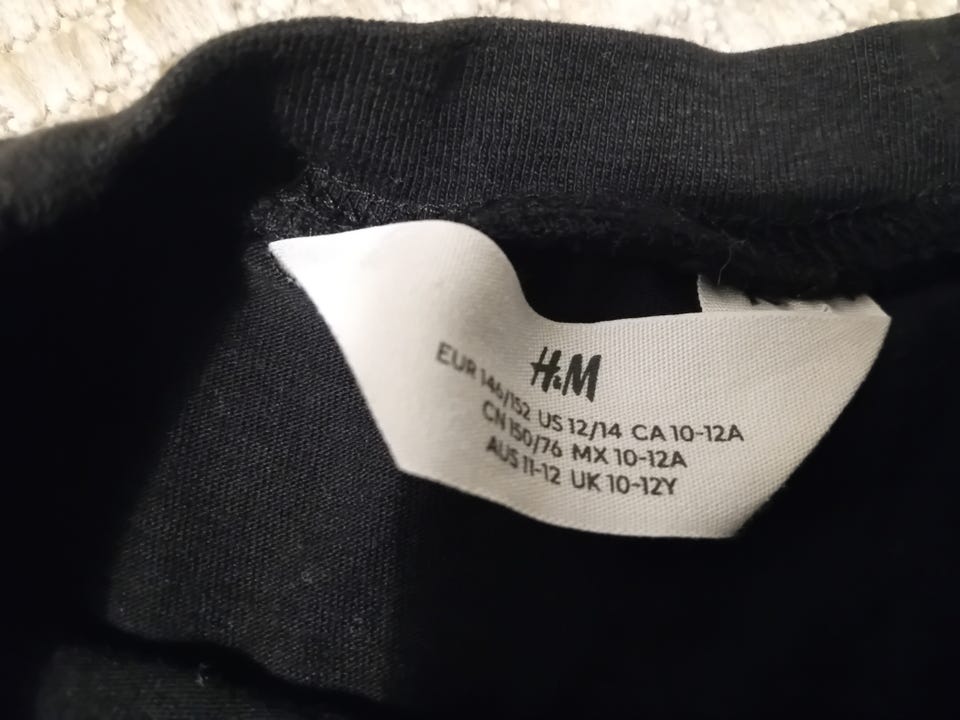 H&M
EUR 146/152 US 12/14 CA 10-12A
CN 150/76 MX 10-12A
AUS 11-12 UK 10-12Y